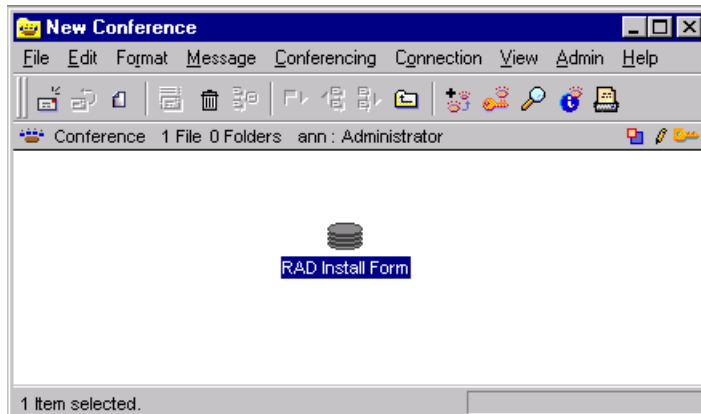 New Conference
File Edit Format Message Conferencing Connection View Admin Help
Conference 1 File 0 Folders ann : Administrator
RAD Install Form
1 Item selected.